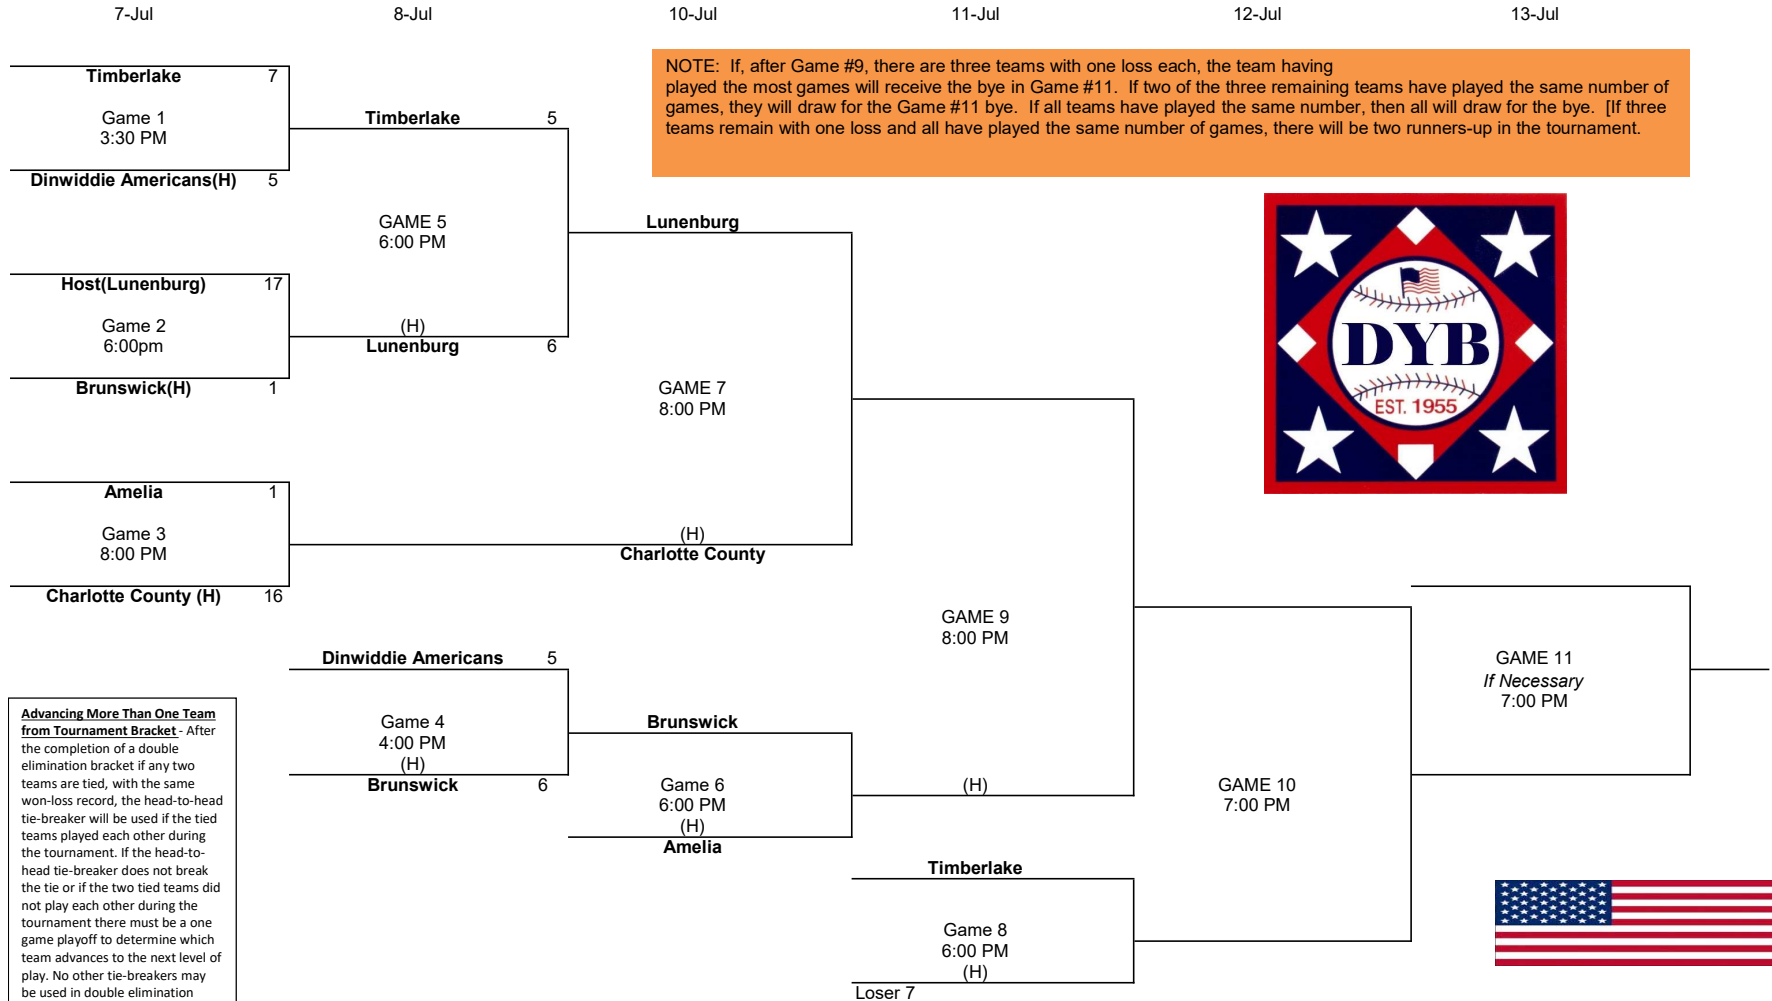 7-Jul 8-Jul 10-Jul 11-Jul 12-Jul 13-Jul
NOTE: If, after Game #9, there are three teams with one loss each, the team having
played the most games will receive the bye in Game #11. If two of the three remaining teams have played the same number of
games, they will draw for the Game #11 bye. If all teams have played the same number, then all will draw for the bye. [If three
teams remain with one loss and all have played the same number of games, there will be two runners-up in the tournament.
Timberlake 7
Game 1
3:30 PM
Dinwiddie Americans(H) 5
Host(Lunenburg) 17
Game 2
6:00pm
Brunswick(H) 1
Amelia 1
Game 3
8:00 PM
Charlotte County (H) 16
Timberlake 5
GAME 5
6:00 PM
(H)
Lunenburg 6
Dinwiddie Americans 5
Game 4
4:00 PM
(H)
Brunswick 6
Lunenburg
GAME 7
8:00 PM
(H)
Charlotte County
Brunswick
Game 6
6:00 PM
(H)
Amelia
GAME 9
8:00 PM
(H)
Timberlake
Game 8
6:00 PM
(H)
Loser 7
GAME 10
7:00 PM
GAME 11
If Necessary
7:00 PM
DYB
EST. 1955
Advancing More Than One Team
from Tournament Bracket - After
the completion of a double
elimination bracket if any two
teams are tied, with the same
won-loss record, the head-to-head
tie-breaker will be used if the tied
teams played each other during
the tournament. If the head-to-
head tie-breaker does not break
the tie or if the two tied teams did
not play each other during the
tournament there must be a one
game playoff to determine which
team advances to the next level of
play. No other tie-breakers may
be used in double elimination